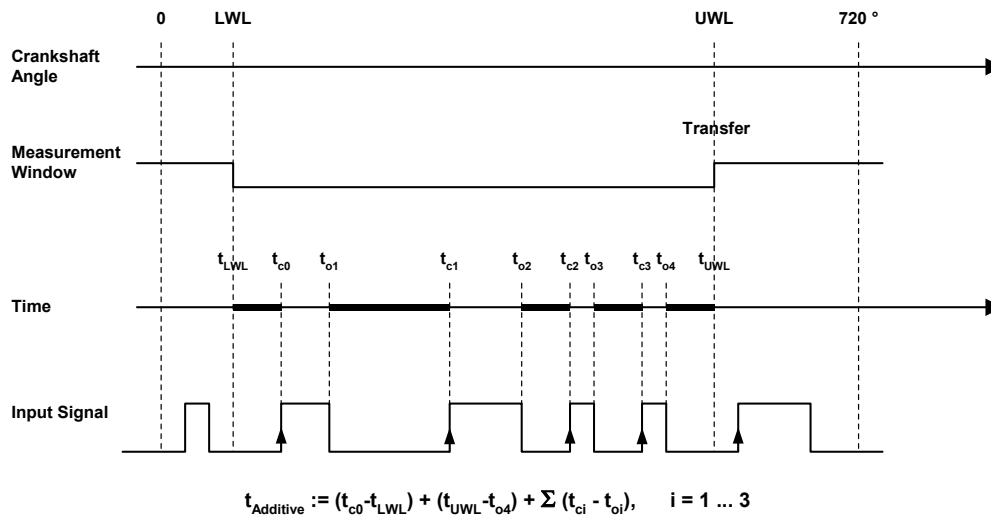 0 LWL UWL 720 °
Crankshaft
Angle
Transfer
Measurement
Window
t_LWL t_c0 t_o1 t_c1 t_o2 t_c2 t_o3 t_c3 t_o4 t_UWL
Time
Input Signal
t_Additive := (t_c0-t_LWL) + (t_UWL-t_o4) + Σ (t_ci - t_oi), i = 1 ... 3